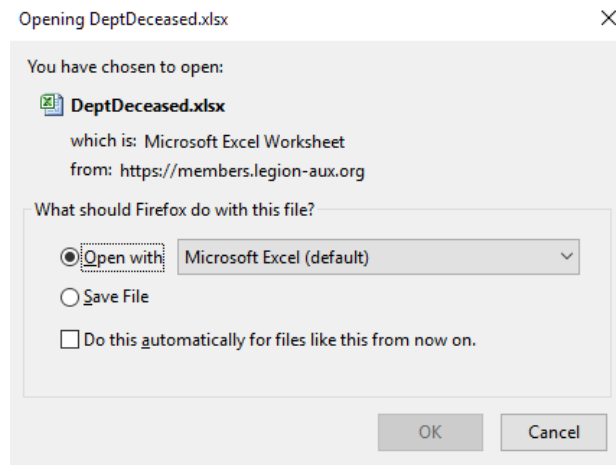 Opening DeptDeceased.xlsx
You have chosen to open:
DeptDeceased.xlsx
which is: Microsoft Excel Worksheet
from: https://members.legion-aux.org
What should Firefox do with this file?
Open with Microsoft Excel (default)
Save File
Do this automatically for files like this from now on.
OK Cancel